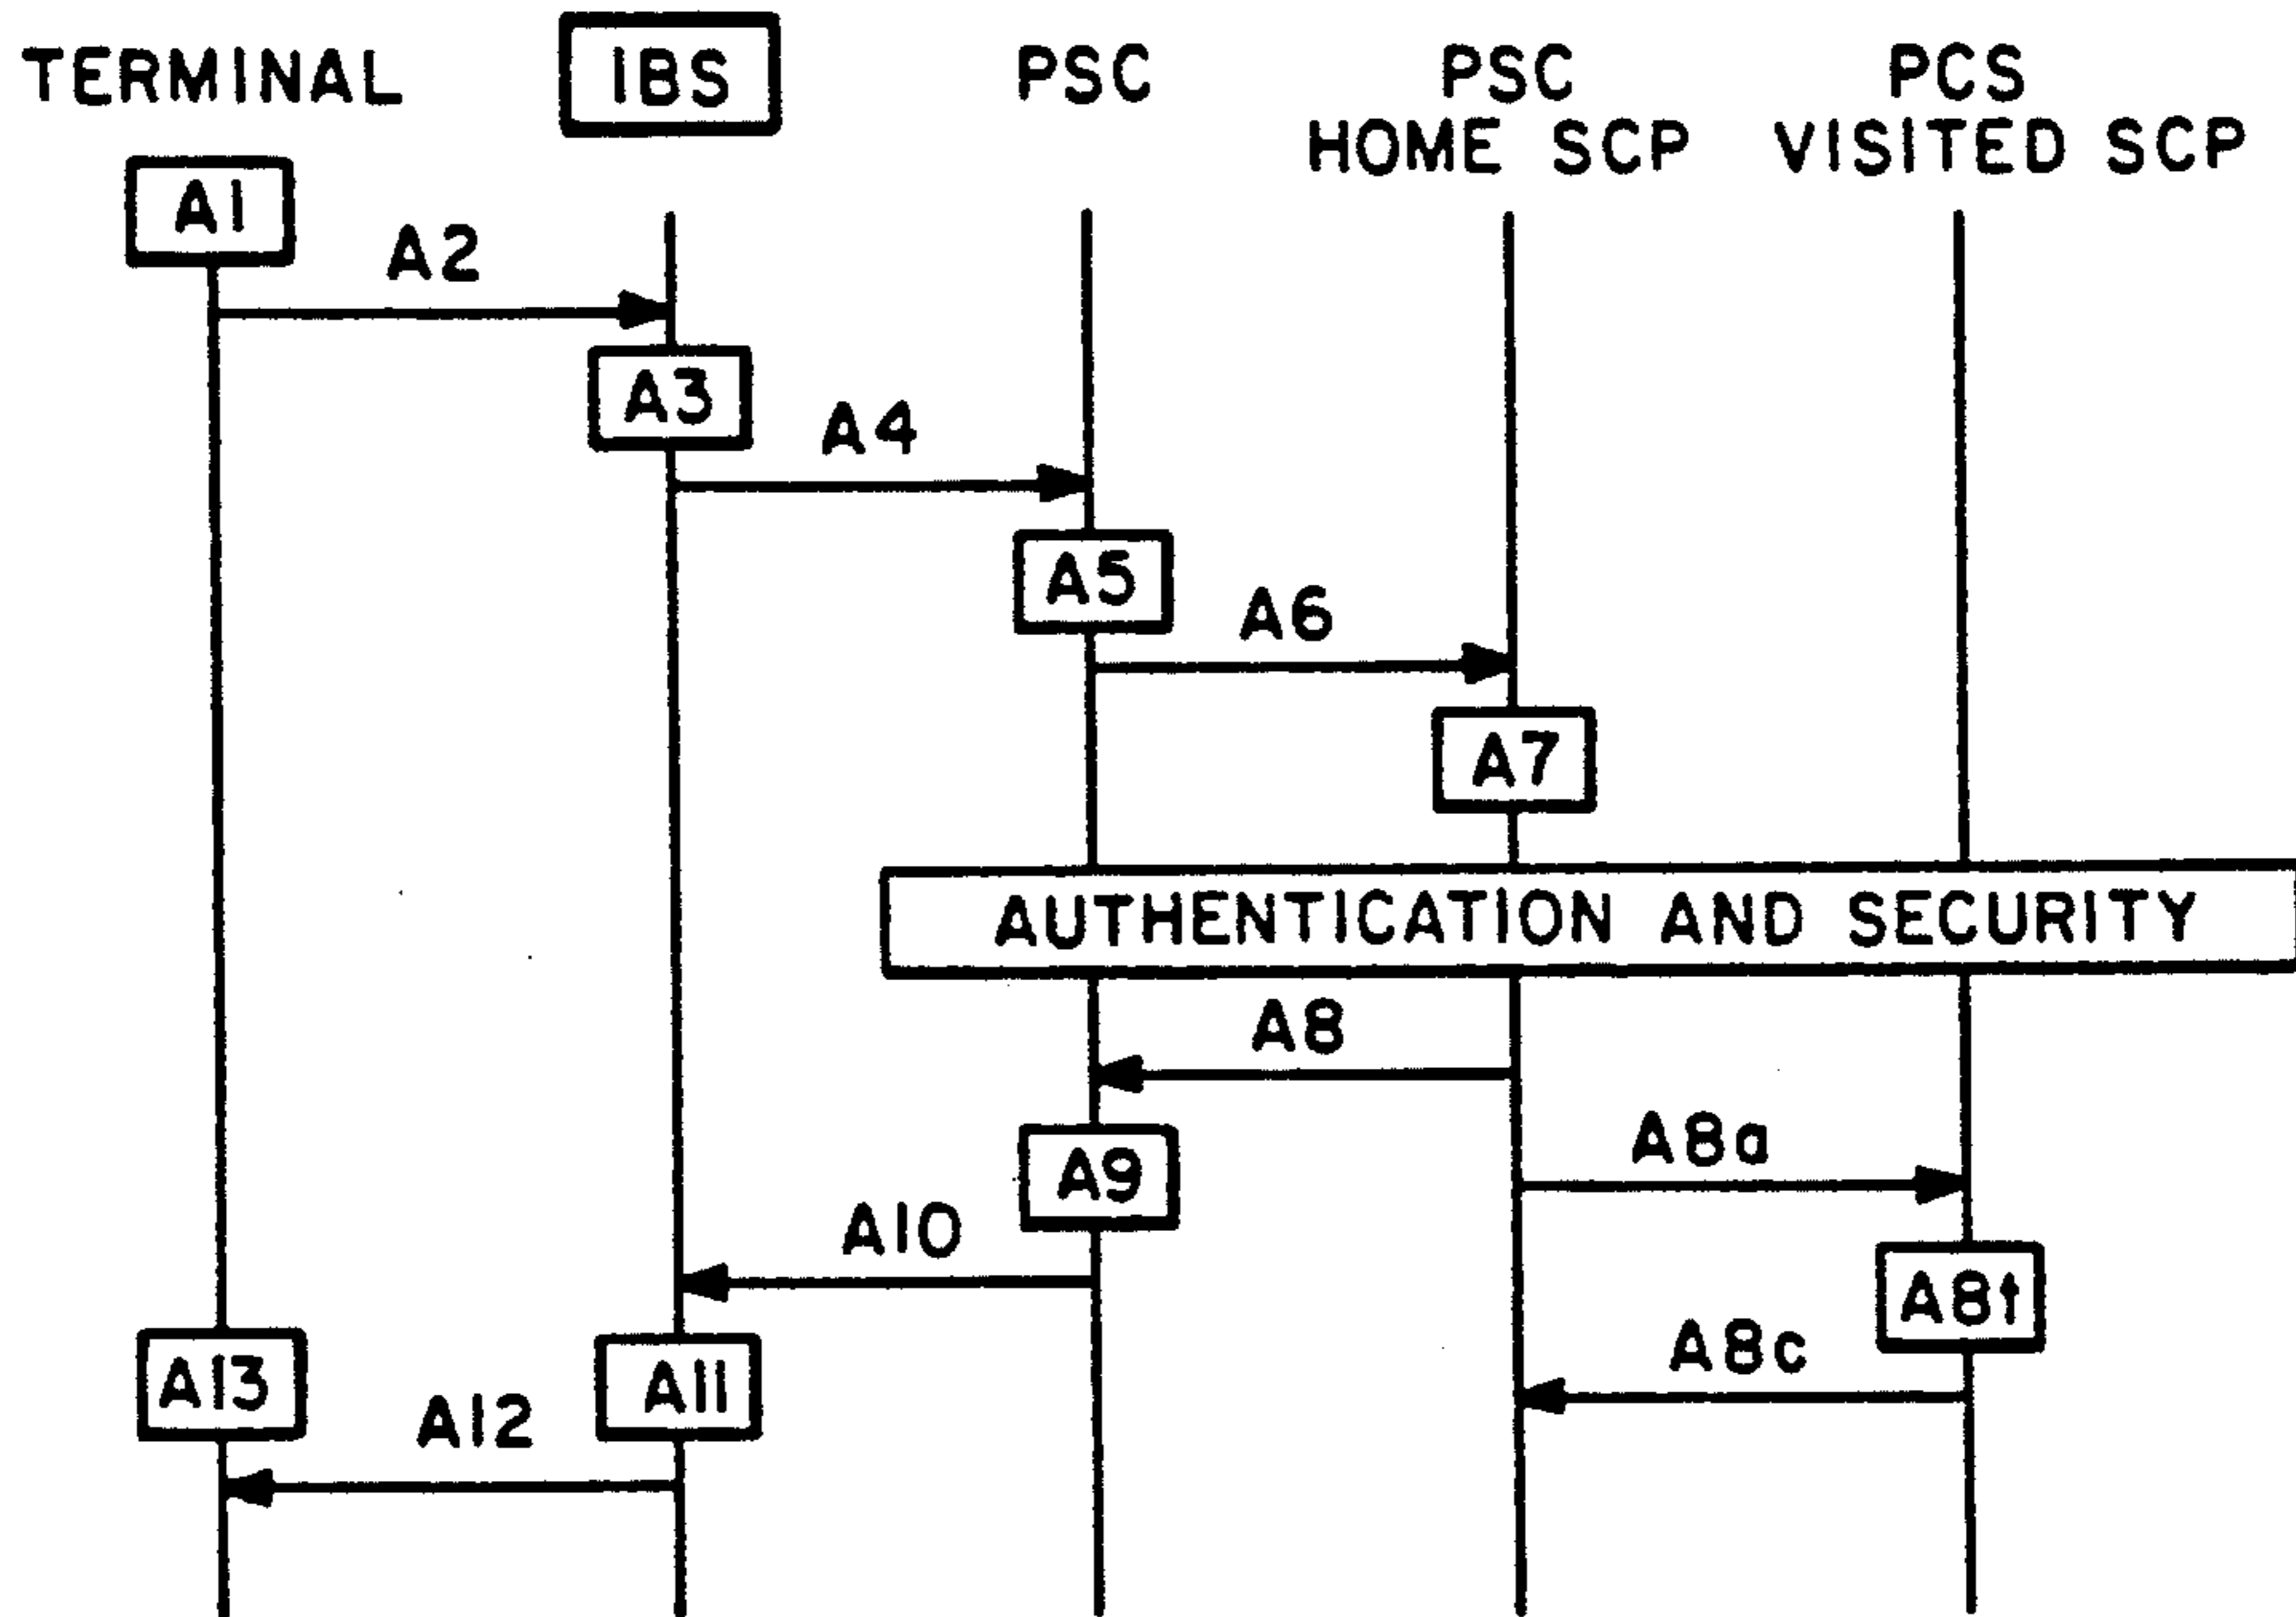 TERMINAL
IBS
PSC
PSC
HOME SCP
PCS
VISITED SCP
A1
A2
A3
A4
A5
A6
A7
AUTHENTICATION AND SECURITY
A8
A8a
A9
A10
A8t
A8c
A13
A11
A12